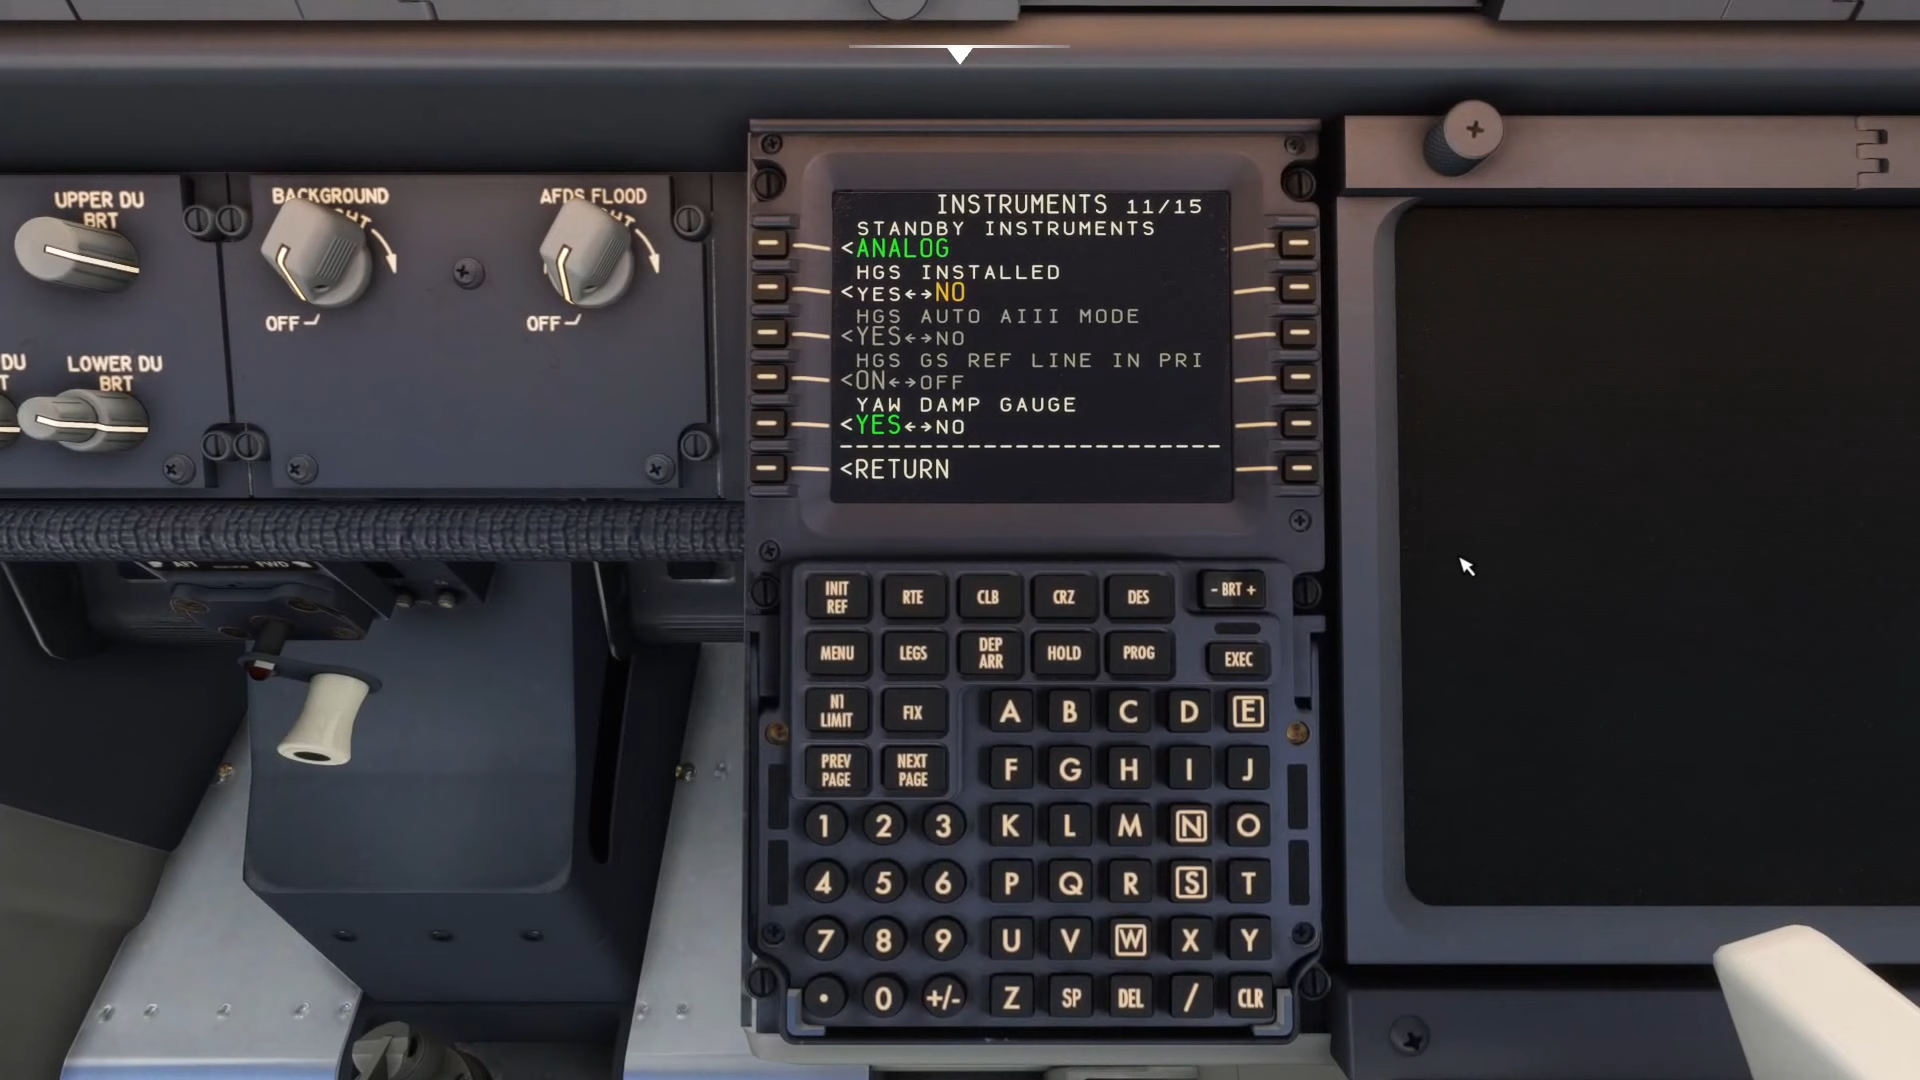 UPPER DU
BRT
BACKGROUND
AFDS FLOOD
OFF
OFF
DU
LOWER DU
BRT
INSTRUMENTS 11/15
STANDBY INSTRUMENTS
<ANALOG
HGS INSTALLED
<YES←→NO
HGS AUTO AIII MODE
<YES←→NO
HGS GS REF LINE IN PRI
<ON←→OFF
YAW DAMP GAUGE
<YES←→NO
------------------------
<RETURN
AFT
FWD
INIT REF RTE CLB CRZ DES - BRT +
MENU LEGS DEP ARR HOLD PROG EXEC
N1 LIMIT FIX A B C D E
PREV PAGE NEXT PAGE F G H I J
1 2 3 K L M N O
4 5 6 P Q R S T
7 8 9 U V W X Y
. 0 +/- Z SP DEL / CLR